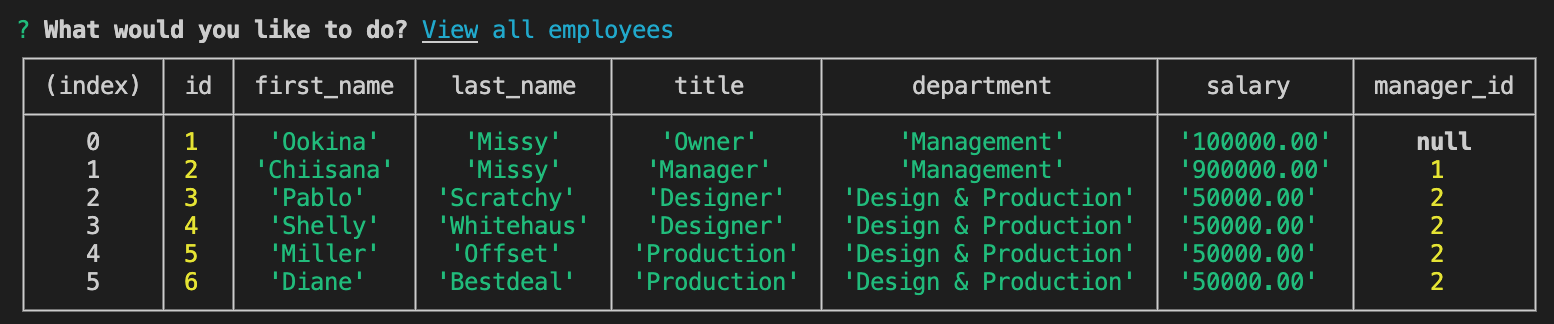 ? What would you like to do? View all employees
(index) id first_name last_name title department salary manager_id
0 1 'Ookina' 'Missy' 'Owner' 'Management' '100000.00' null
1 2 'Chiisana' 'Missy' 'Manager' 'Management' '900000.00' 1
2 3 'Pablo' 'Scratchy' 'Designer' 'Design & Production' '50000.00' 2
3 4 'Shelly' 'Whitehaus' 'Designer' 'Design & Production' '50000.00' 2
4 5 'Miller' 'Offset' 'Production' 'Design & Production' '50000.00' 2
5 6 'Diane' 'Bestdeal' 'Production' 'Design & Production' '50000.00' 2